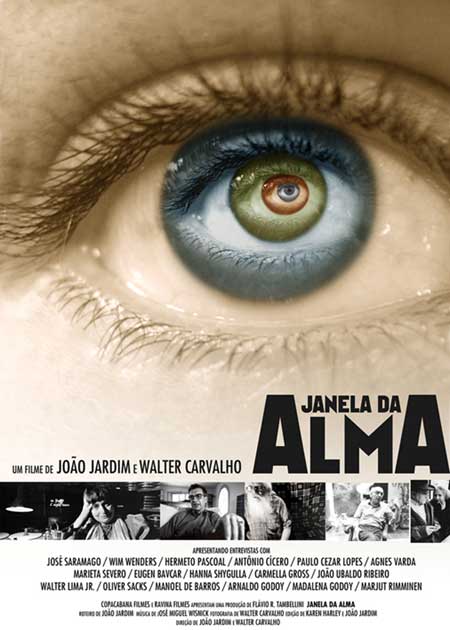 JANELA DA
ALMA
UM FILME DE JOÃO JARDIM E WALTER CARVALHO
APRESENTANDO ENTREVISTAS COM
JOSÉ SARAMAGO / WIM WENDERS / HERMETO PASCOAL / ANTÔNIO CÍCERO / PAULO CEZAR LOPES / AGNES VARDA
MARIETA SEVERO / EUGEN BAVCAR / HANNA SHYGULLA / CARMELLA GROSS / JOÃO UBALDO RIBEIRO
WALTER LIMA JR. / OLIVER SACKS / MANOEL DE BARROS / ARNALDO GODOY / MADALENA GODOY / MARJUT RIMMINEN
COPACABANA FILMES E RAVINA FILMES APRESENTAM UMA PRODUÇÃO DE FLÁVIO R. TAMBELLINI JANELA DA ALMA
ROTEIRO DE JOÃO JARDIM MÚSICA DE JOSÉ MIGUEL WISNICK FOTOGRAFIA DE WALTER CARVALHO EDIÇÃO DE KAREN HARLEY E JOÃO JARDIM
DIREÇÃO DE JOÃO JARDIM E WALTER CARVALHO